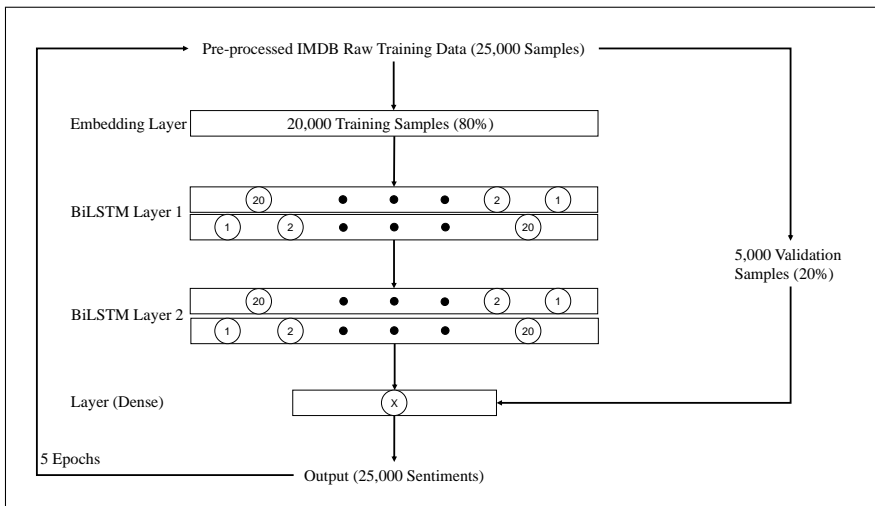 Pre-processed IMDB Raw Training Data (25,000 Samples)
Embedding Layer
20,000 Training Samples (80%)
BiLSTM Layer 1
20 2 1
1 2 20
5,000 Validation
Samples (20%)
BiLSTM Layer 2
20 2 1
1 2 20
Layer (Dense)
X
5 Epochs
Output (25,000 Sentiments)